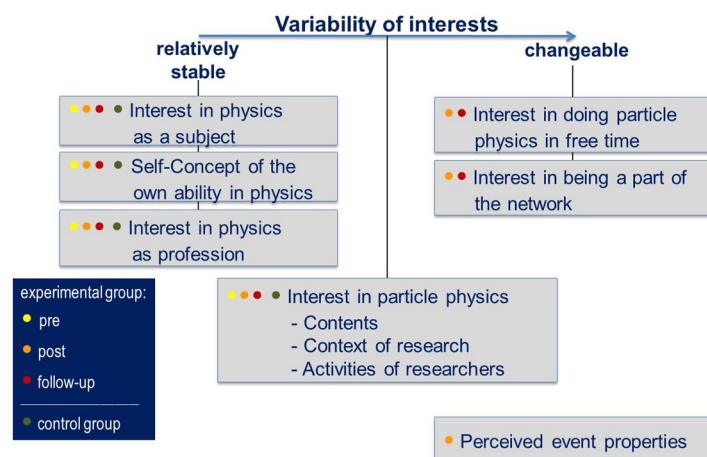 Variability of interests
relatively
stable
changeable
Interest in physics
as a subject
Self-Concept of the
own ability in physics
Interest in physics
as profession
Interest in doing particle
physics in free time
Interest in being a part of
the network
experimental group:
pre
post
follow-up
control group
Interest in particle physics
- Contents
- Context of research
- Activities of researchers
Perceived event properties